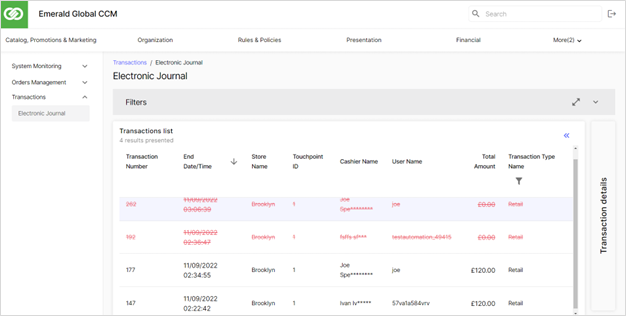 Emerald Global CCM
Search
Catalog, Promotions & Marketing Organization Rules & Policies Presentation Financial More(2)
System Monitoring
Orders Management
Transactions
Electronic Journal
Transactions / Electronic Journal
Electronic Journal
Filters
Transactions list
4 results presented
Transaction Number End Date/Time Store Name Touchpoint ID Cashier Name User Name Total Amount Transaction Type Name
202 11/09/2022 03:06:30 Brooklyn 1 Joe Spe******** joe £0.00 Retail
192 11/09/2022 02:38:47 Brooklyn 1 testautomation_49415 £0.00 Retail
177 11/09/2022 02:34:55 Brooklyn 1 Joe Spe******** joe £120.00 Retail
147 11/09/2022 02:22:42 Brooklyn 1 Ivan Iv***** 57va1a584vrv £120.00 Retail
Transaction details